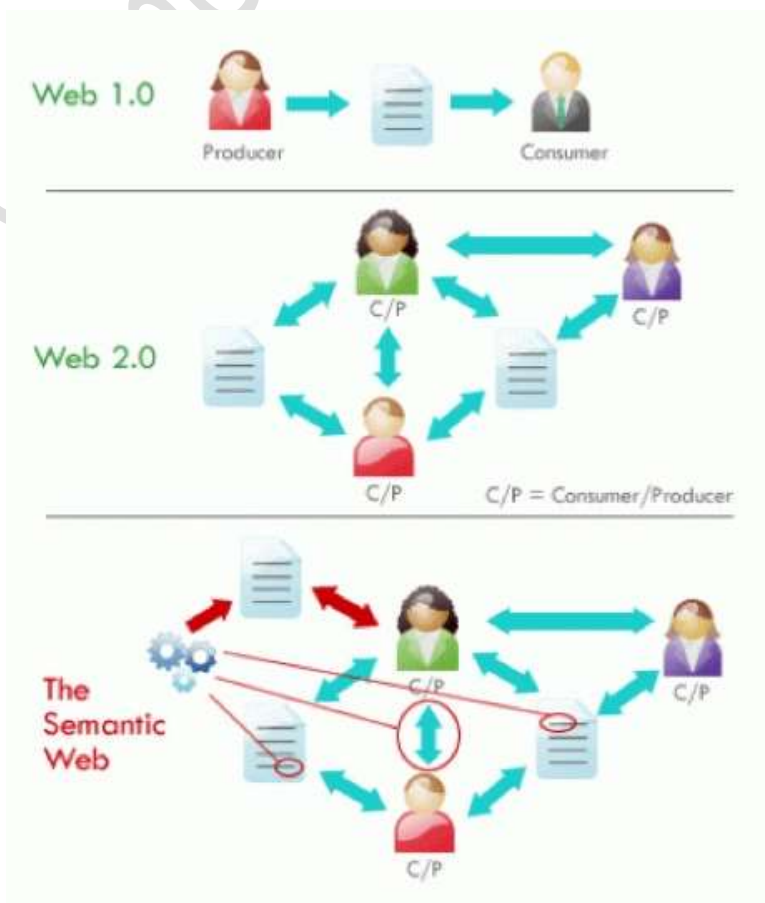 Web 1.0
Producer
Consumer
C/P
C/P
Web 2.0
C/P
C/P = Consumer/Producer
C/P
C/P
The
Semantic
Web
C/P